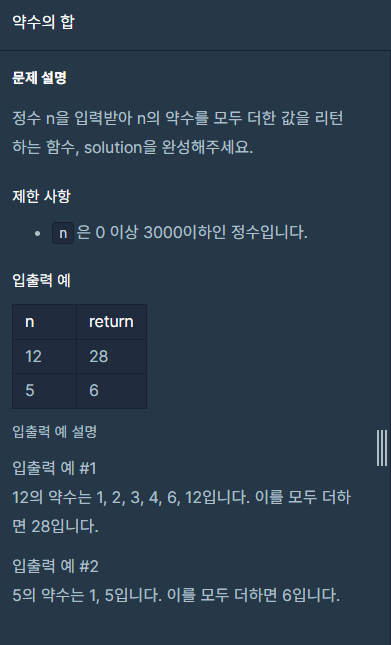 약수의 합
문제 설명
정수 n을 입력받아 n의 약수를 모두 더한 값을 리턴
하는 함수, solution을 완성해주세요.
제한 사항
• n 은 0 이상 3000이하인 정수입니다.
입출력 예
n return
12 28
5 6
입출력 예 설명
입출력 예 #1
12의 약수는 1, 2, 3, 4, 6, 12입니다. 이를 모두 더하
면 28입니다.
입출력 예 #2
5의 약수는 1, 5입니다. 이를 모두 더하면 6입니다.